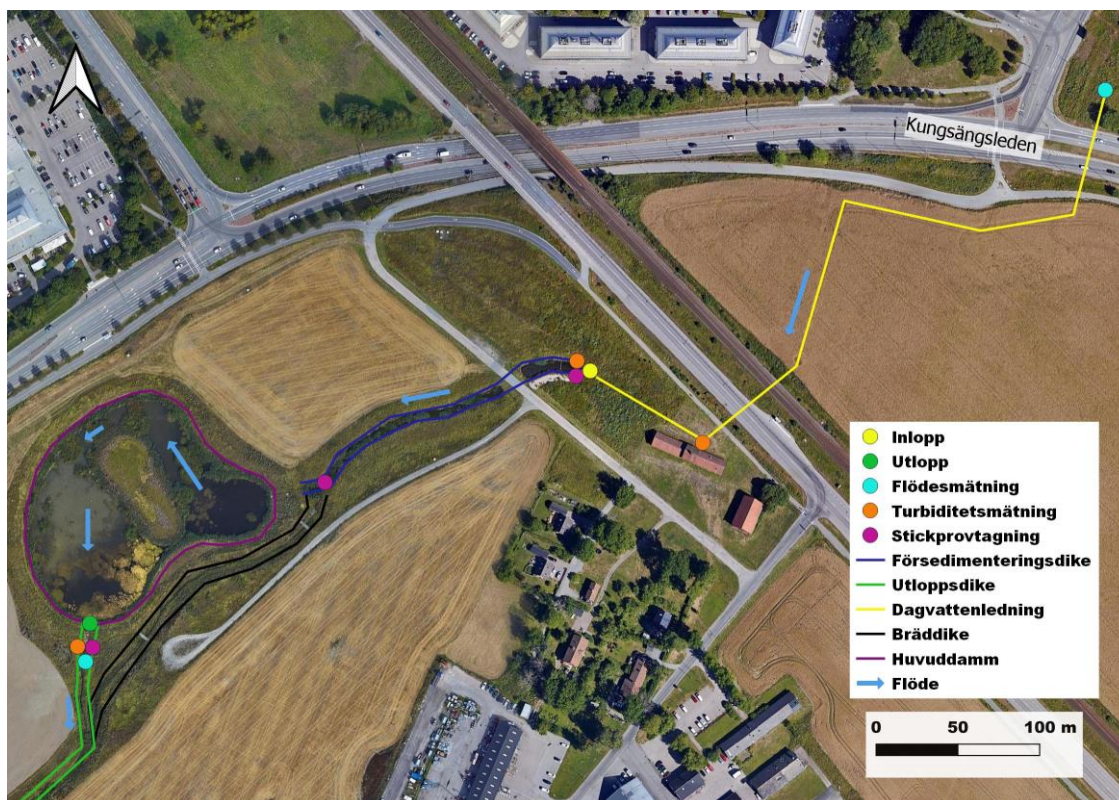 Kungsängsleden
Inlopp
Utlopp
Flödesmätning
Turbiditetsmätning
Stickprovtagning
Försedimenteringsdike
Utloppsdike
Dagvattenledning
Bräddike
Huvuddamm
Flöde
0 50 100 m